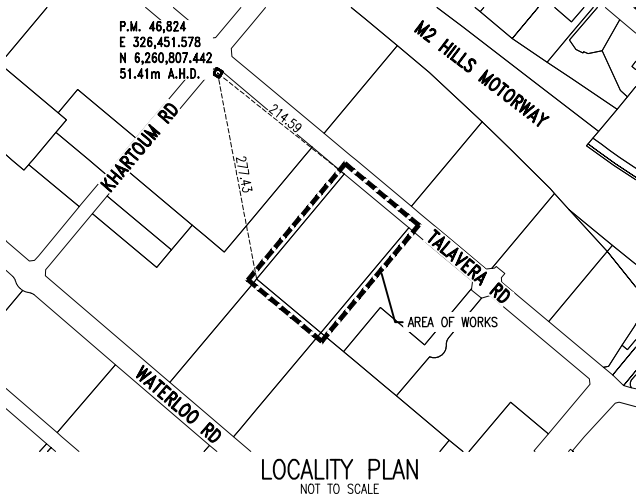 P.M. 46,824
E 326,451.578
N 6,260,807.442
51.41m A.H.D.
M2 HILLS MOTORWAY
KHARTOUM RD
214.59
277.43
TALAVERA RD
AREA OF WORKS
WATERLOO RD
LOCALITY PLAN
NOT TO SCALE